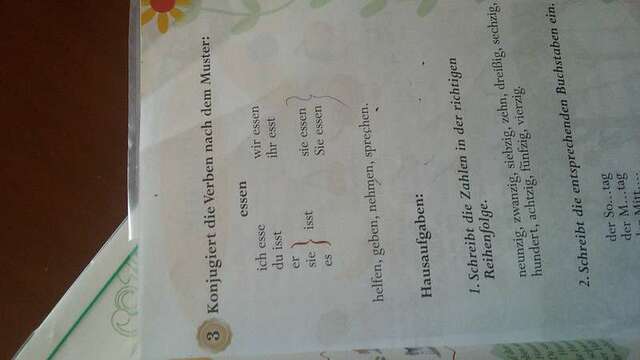 3 Konjugiert die Verben nach dem Muster:
essen
ich esse wir essen
du isst ihr esst
er
sie } isst sie essen
es Sie essen
helfen, geben, nehmen, sprechen.
Hausaufgaben:
1. Schreibt die Zahlen in der richtigen
Reihenfolge.
neunzig, zwanzig, siebzig, zehn, dreißig, sechzig,
hundert, achtzig, fünfzig, vierzig
2. Schreibt die entsprechenden Buchstaben ein.
der So... tag
der M... tag